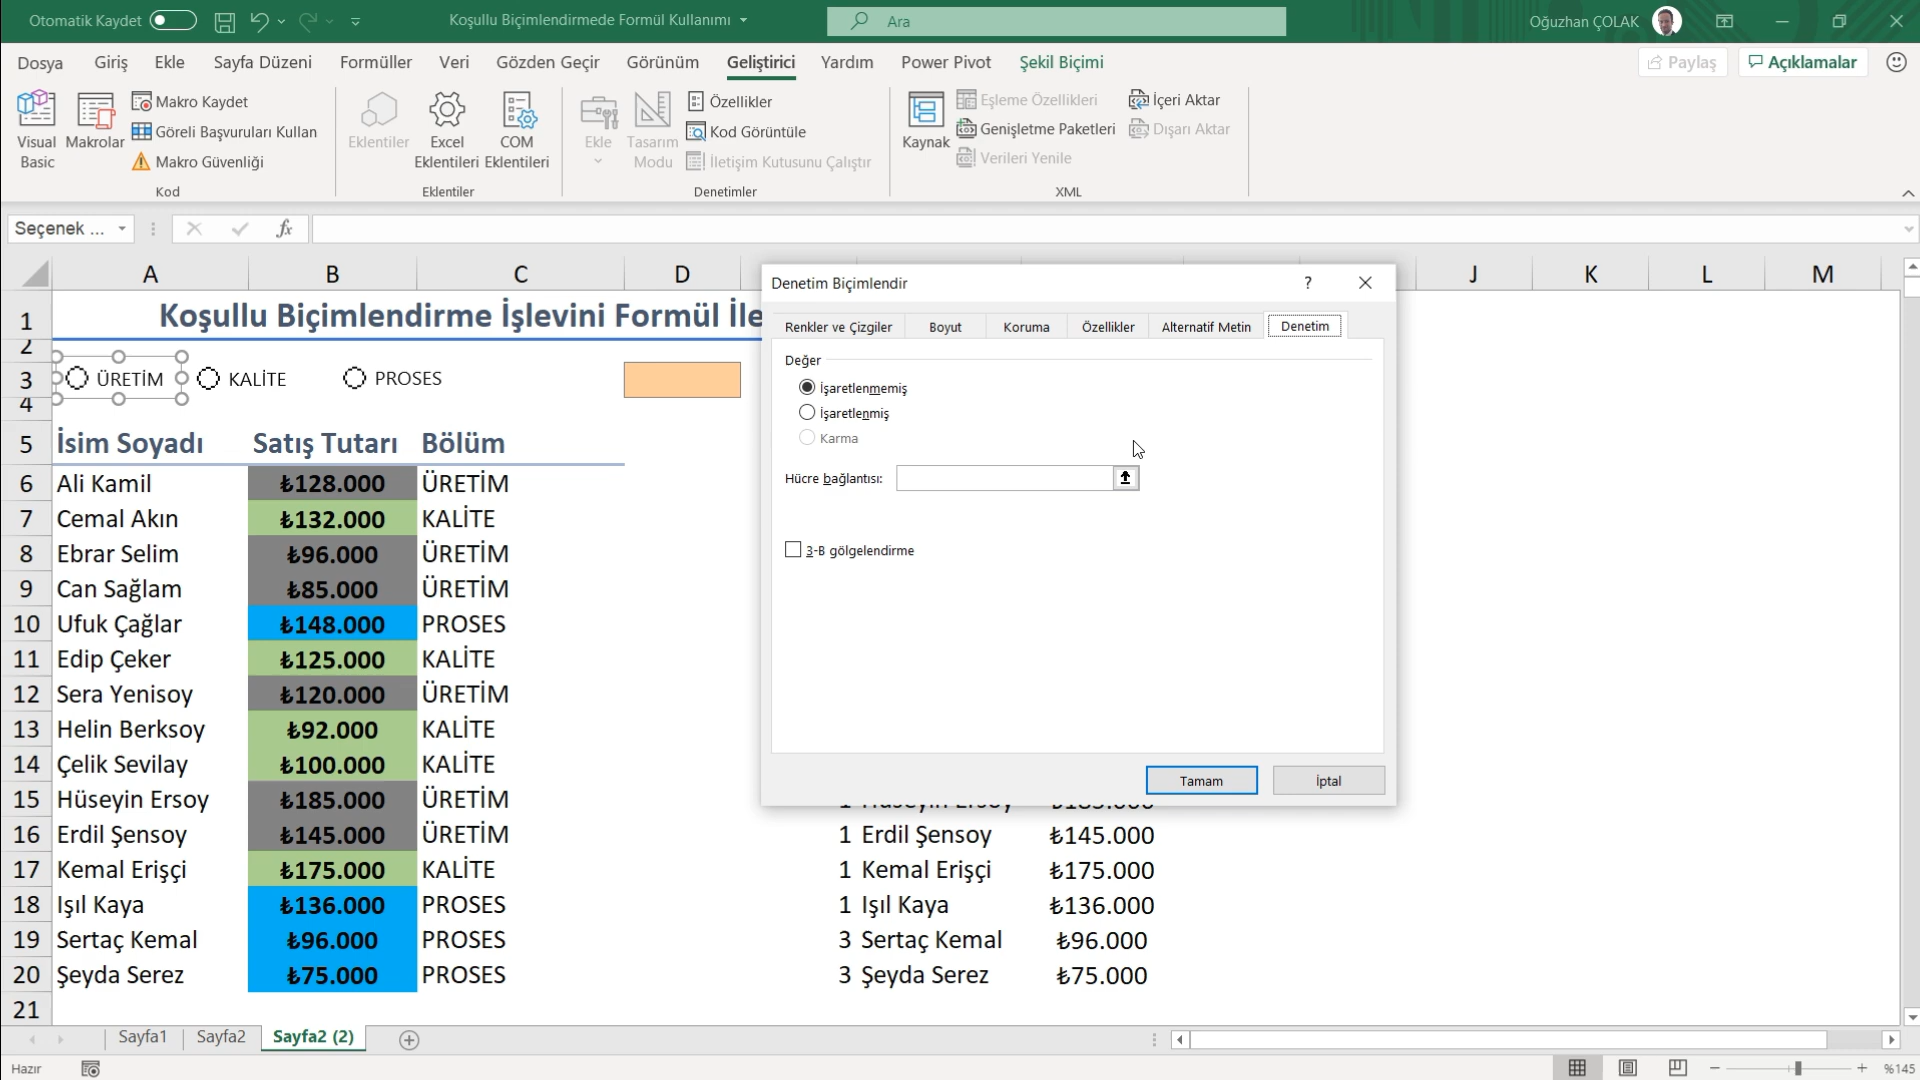 Otomatik Kaydet
Koşullu Biçimlendirmede Formül Kullanımı
Ara
Oğuzhan ÇOLAK
Dosya Giriş Ekle Sayfa Düzeni Formüller Veri Gözden Geçir Görünüm Geliştirici Yardım Power Pivot Şekil Biçimi Paylaş Açıklamalar
Visual Basic
Makrolar
Makro Kaydet
Göreli Başvuruları Kullan
Makro Güvenliği
Kod
Eklentiler
Excel Eklentileri
COM Eklentileri
Eklentiler
Ekle
Tasarım Modu
Özellikler
Kod Görüntüle
İletişim Kutusunu Çalıştır
Denetimler
Kaynak
Eşleme Özellikleri
Genişletme Paketleri
Verileri Yenile
İçeri Aktar
Dışarı Aktar
XML
Seçenek ... fx
A B C D J K L M
1 Koşullu Biçimlendirme İşlevini Formül İle
2
3 ÜRETİM KALİTE PROSES
4
5 İsim Soyadı Satış Tutarı Bölüm
6 Ali Kamil ₺128.000 ÜRETİM
7 Cemal Akın ₺132.000 KALİTE
8 Ebrar Selim ₺96.000 ÜRETİM
9 Can Sağlam ₺85.000 ÜRETİM
10 Ufuk Çağlar ₺148.000 PROSES
11 Edip Çeker ₺125.000 KALİTE
12 Sera Yenisoy ₺120.000 ÜRETİM
13 Helin Berksoy ₺92.000 KALİTE
14 Çelik Sevilay ₺100.000 KALİTE
15 Hüseyin Ersoy ₺185.000 ÜRETİM 1 Hüseyin Ersoy ₺185.000
16 Erdil Şensoy ₺145.000 ÜRETİM 1 Erdil Şensoy ₺145.000
17 Kemal Erişçi ₺175.000 KALİTE 1 Kemal Erişçi ₺175.000
18 Işıl Kaya ₺136.000 PROSES 1 Işıl Kaya ₺136.000
19 Sertaç Kemal ₺96.000 PROSES 3 Sertaç Kemal ₺96.000
20 Şeyda Serez ₺75.000 PROSES 3 Şeyda Serez ₺75.000
21
Denetim Biçimlendir ?
Renkler ve Çizgiler Boyut Koruma Özellikler Alternatif Metin Denetim
Değer
İşaretlenmemiş
İşaretlenmiş
Karma
Hücre bağlantısı:
3-B gölgelendirme
Tamam İptal
Sayfa1 Sayfa2 Sayfa2 (2)
Hazır
%145